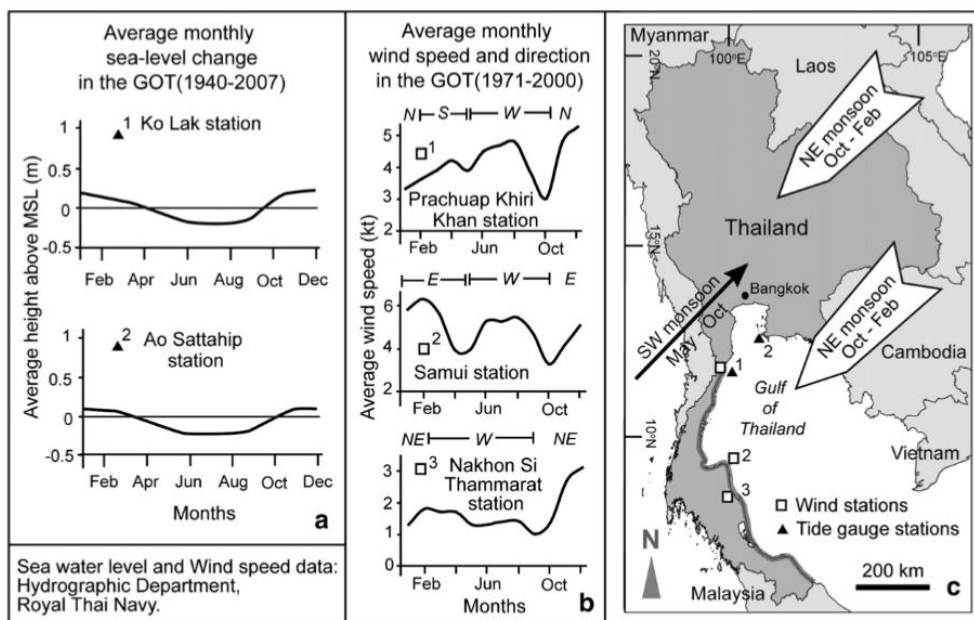 Average monthly
sea-level change
in the GOT(1940-2007)
Average height above MSL (m)
1
0.5
0
-0.5
1 Ko Lak station
Feb Apr Jun Aug Oct Dec
1
0.5
0
-0.5
2 Ao Sattahip
station
Feb Apr Jun Aug Oct Dec
Months
a
Sea water level and Wind speed data:
Hydrographic Department,
Royal Thai Navy.
Average monthly
wind speed and direction
in the GOT(1971-2000)
Average wind speed (kt)
N S W N
5
4
3
2
1
Prachuap Khiri
Khan station
Feb Jun Oct
E W E
6
4
2
2
Samui station
Feb Jun Oct
NE W NE
3
2
1
0
3
Nakhon Si
Thammarat
station
Feb Jun Oct
Months
b
Myanmar
100°E
105°E
20°N
Laos
NE monsoon
Oct - Feb
Thailand
15°N
Bangkok
SW monsoon
May Oct
NE monsoon
Oct - Feb
Cambodia
1
2
1
Gulf
of
Thailand
10°N
Vietnam
2
3
Wind stations
Tide gauge stations
N
200 km
Malaysia
c